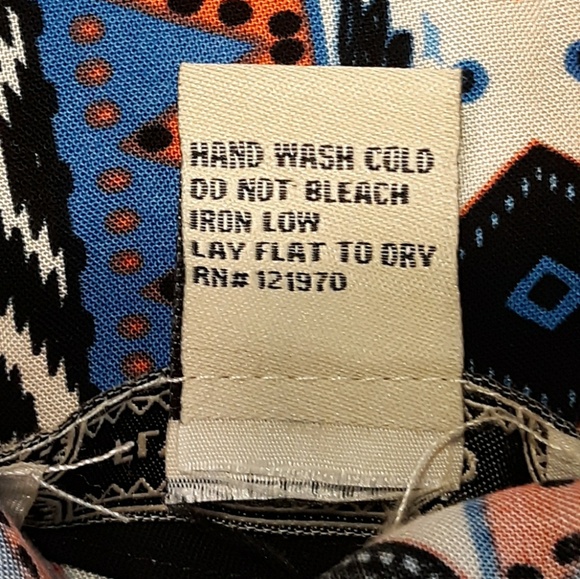 HAND WASH COLD
DO NOT BLEACH
IRON LOW
LAY FLAT TO DRY
RN# 121970